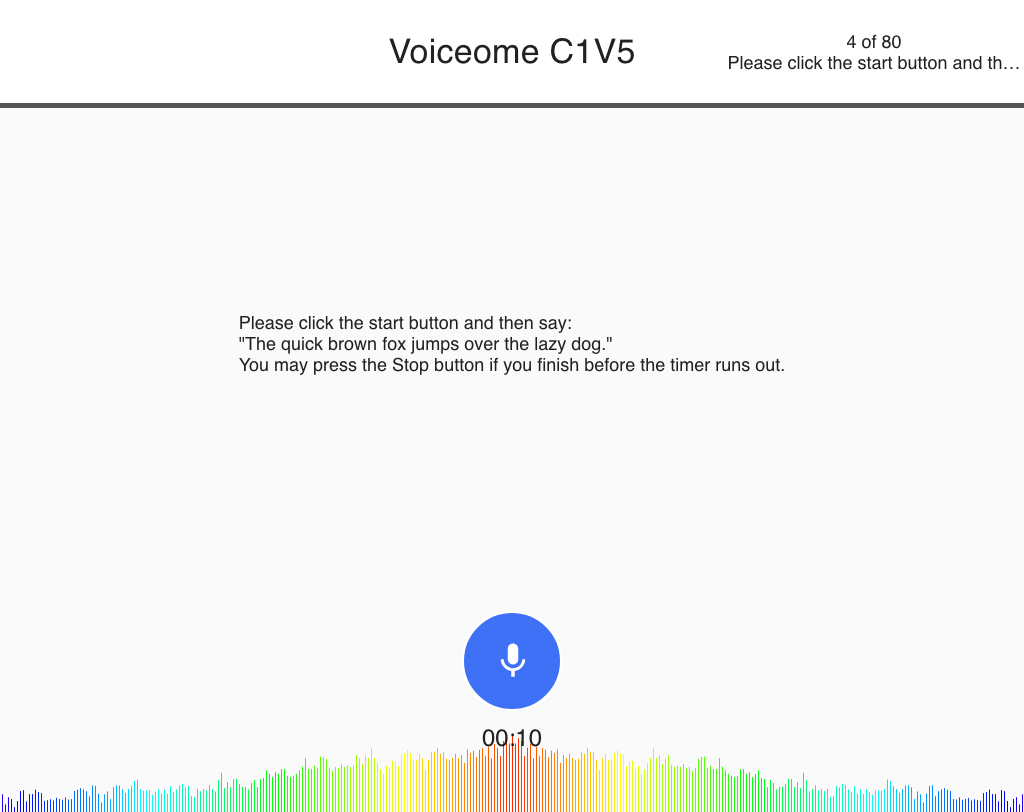 Voiceome C1V5
4 of 80
Please click the start button and th…
Please click the start button and then say:
"The quick brown fox jumps over the lazy dog."
You may press the Stop button if you finish before the timer runs out.
00:10